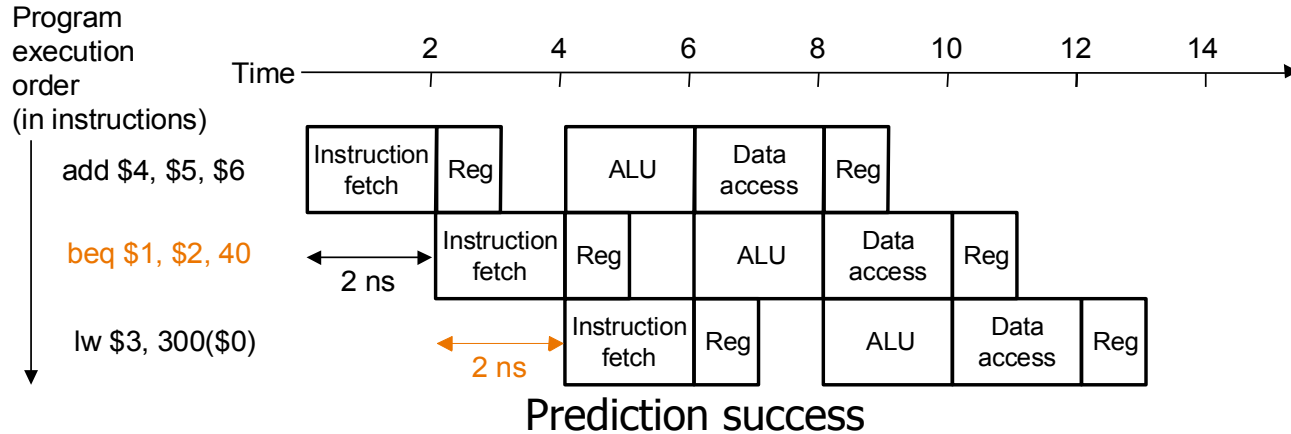 Program
execution
order
(in instructions)
Time
2 4 6 8 10 12 14
add $4, $5, $6
Instruction
fetch
Reg
ALU
Data
access
Reg
beq $1, $2, 40
2 ns
Instruction
fetch
Reg
ALU
Data
access
Reg
lw $3, 300($0)
2 ns
Instruction
fetch
Reg
ALU
Data
access
Reg
Prediction success